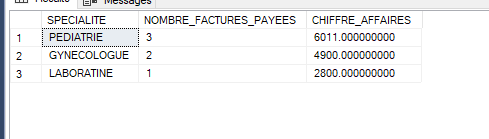 Messages
SPECIALITE NOMBRE_FACTURES_PAYEES CHIFFRE_AFFAIRES
1 PEDIATRIE 3 6011.000000000
2 GYNECOLOGUE 2 4900.000000000
3 LABORATINE 1 2800.000000000